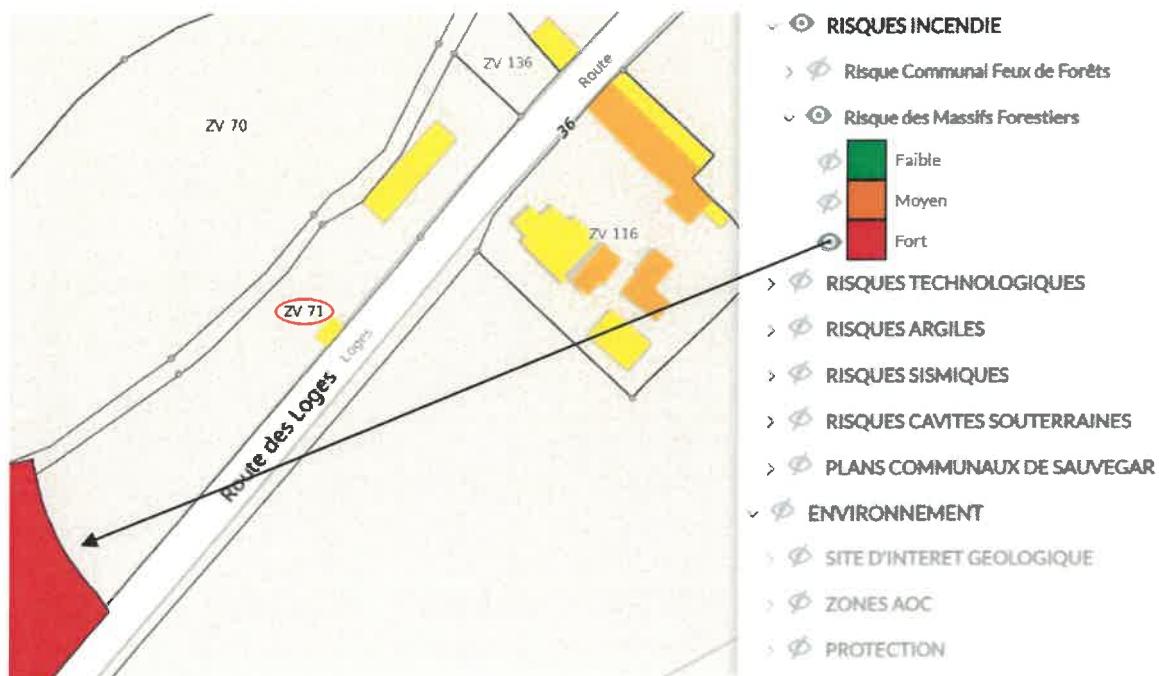 ZV 136
Route
36
ZV 70
ZV 116
ZV 71
Loges
Route des Loges
RISQUES INCENDIE
Risque Communal Feux de Forêts
Risque des Massifs Forestiers
Faible
Moyen
Fort
RISQUES TECHNOLOGIQUES
RISQUES ARGILES
RISQUES SISMIQUES
RISQUES CAVITES SOUTERRAINES
PLANS COMMUNAUX DE SAUVEGAR
ENVIRONNEMENT
SITE D'INTERET GEOLOGIQUE
ZONES AOC
PROTECTION